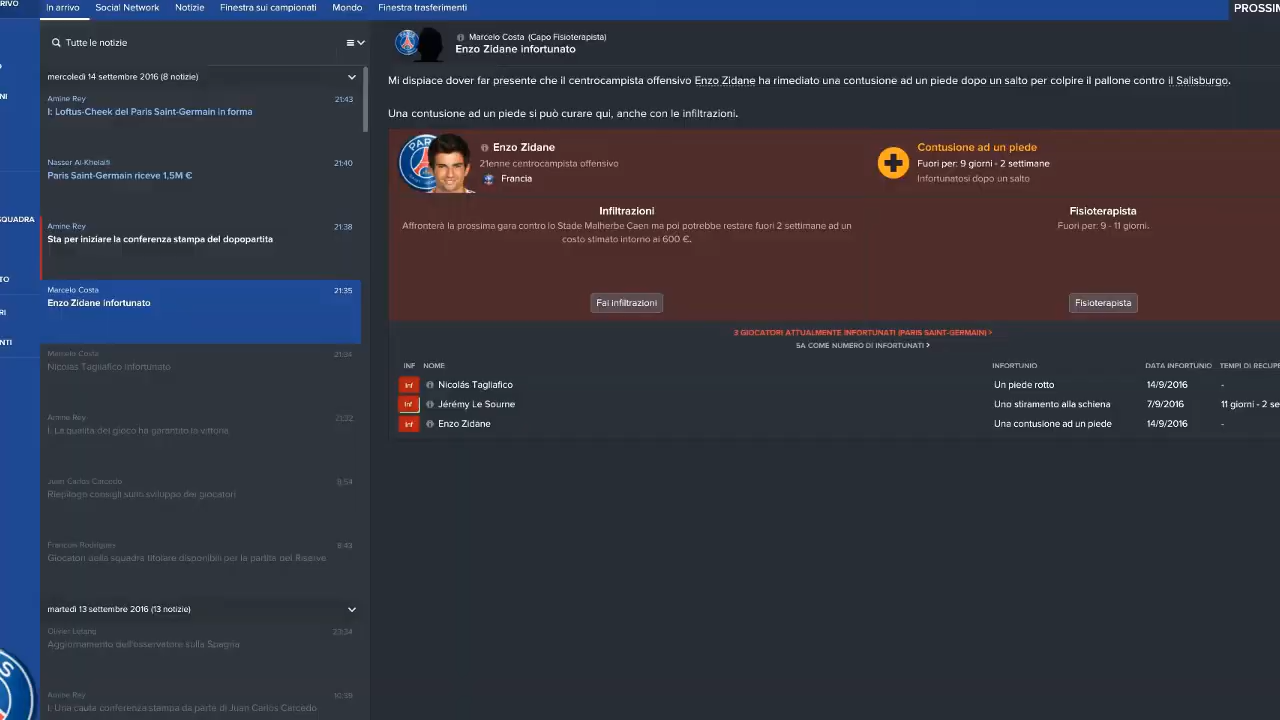 In arrivo Social Network Notizie Finestra sui campionati Mondo Finestra trasferimenti
Tutte le notizie
mercoledì 14 settembre 2016 (8 notizie)
Amine Rey 21:43
I: Loftus-Cheek del Paris Saint-Germain in forma
Nasser Al-Khelaïfi 21:40
Paris Saint-Germain riceve 1,5M €
Amine Rey 21:38
Sta per iniziare la conferenza stampa del dopopartita
Marcelo Costa 21:35
Enzo Zidane infortunato
Marcelo Costa 21:34
Nicolás Tagliafico infortunato
Amine Rey 21:32
I: La qualità del gioco ha garantito la vittoria
Juan Carlos Carcedo 8:54
Riepilogo consigli sullo sviluppo dei giocatori
François Rodrigues 8:43
Giocatori della squadra titolare disponibili per la partita dei Riserve
martedì 13 settembre 2016 (13 notizie)
Olivier Létang 23:34
Aggiornamento dell'osservatore sulla Spagna
Amine Rey 10:39
I: Una cauta conferenza stampa da parte di Juan Carlos Carcedo
Marcelo Costa (Capo Fisioterapista)
Enzo Zidane infortunato
Mi dispiace dover far presente che il centrocampista offensivo Enzo Zidane ha rimediato una contusione ad un piede dopo un salto per colpire il pallone contro il Salisburgo.
Una contusione ad un piede si può curare qui, anche con le infiltrazioni.
Enzo Zidane
21enne centrocampista offensivo
Francia
Contusione ad un piede
Fuori per: 9 giorni - 2 settimane
Infortunatosi dopo un salto
Infiltrazioni
Affronterà la prossima gara contro lo Stade Malherbe Caen ma poi potrebbe restare fuori 2 settimane ad un
costo stimato intorno ai 600 €.
Fai infiltrazioni
Fisioterapista
Fuori per: 9 - 11 giorni.
Fisioterapista
3 GIOCATORI ATTUALMENTE INFORTUNATI (PARIS SAINT-GERMAIN) >
5A COME NUMERO DI INFORTUNATI >
INF NOME INFORTUNIO DATA INFORTUNIO TEMPI DI RECUPE
Inf Nicolás Tagliafico Un piede rotto 14/9/2016 -
Inf Jérémy Le Sourne Uno stiramento alla schiena 7/9/2016 11 giorni - 2 se
Inf Enzo Zidane Una contusione ad un piede 14/9/2016 -
PROSSIM
RIVO
NI
SQUADRA
TO
RI
NTI